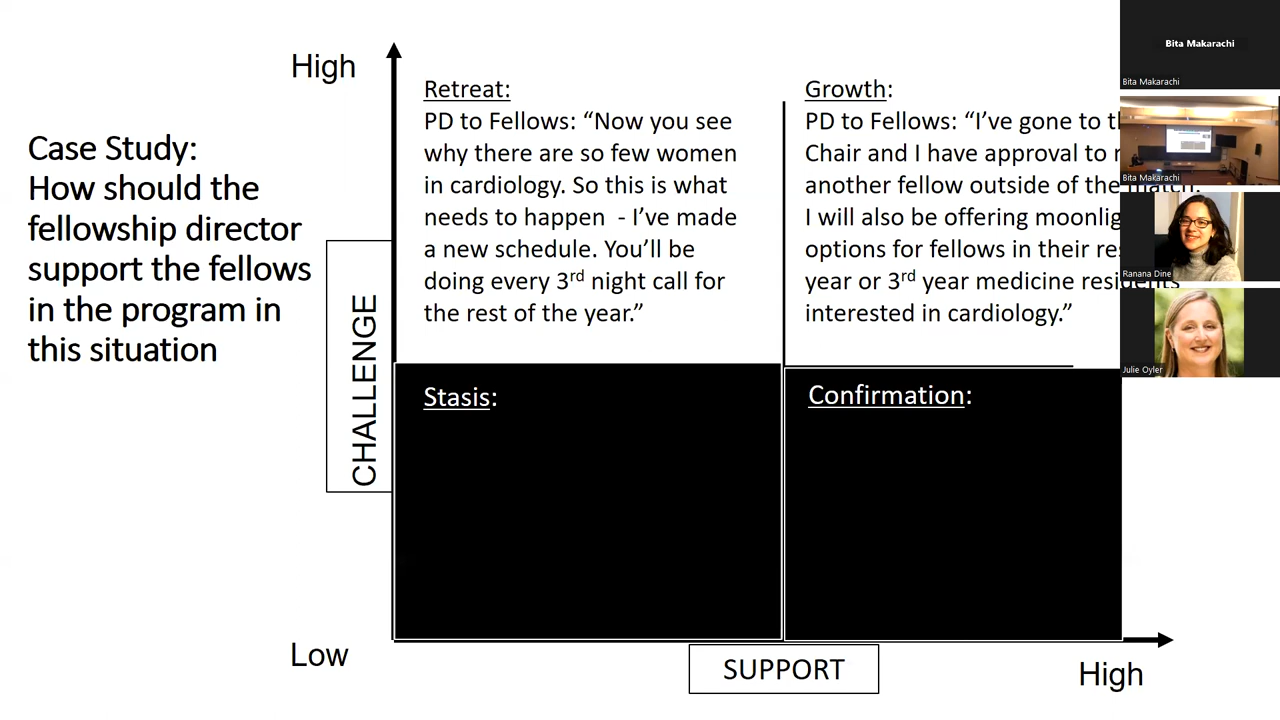 High
Case Study:
How should the
fellowship director
support the fellows
in the program in
this situation
CHALLENGE
Retreat:
PD to Fellows: “Now you see
why there are so few women
in cardiology. So this is what
needs to happen  - I’ve made
a new schedule. You’ll be
doing every 3rd night call for
the rest of the year.”
Growth:
PD to Fellows: “I’ve gone to
Chair and I have approval to
another fellow outside of the match.
I will also be offering
options for fellows in their
year or 3rd year medicine residents
interested in cardiology.”
Stasis:
Confirmation:
Low
SUPPORT
High
Bita Makarachi
Bita Makarachi
Bita Makarachi
Ranana Dine
Julie Oyler